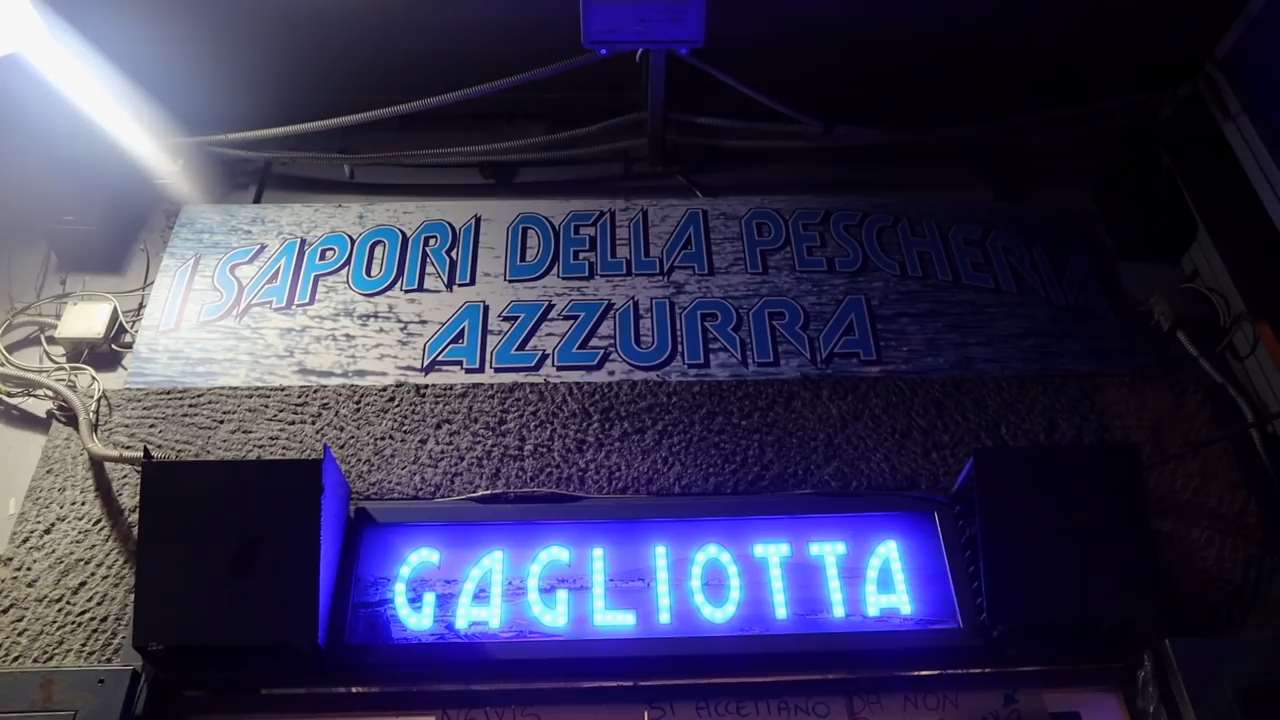 I SAPORI DELLA PESCHERIA
AZZURRA
GAGLIOTTA
SI ACCETTANO DA NON